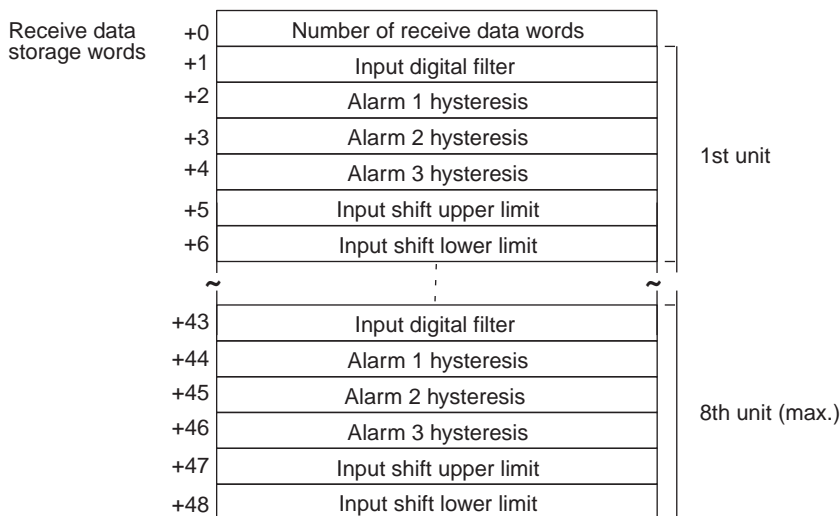 Receive data
storage words
+0 Number of receive data words
+1 Input digital filter
+2 Alarm 1 hysteresis
+3 Alarm 2 hysteresis
+4 Alarm 3 hysteresis
+5 Input shift upper limit
+6 Input shift lower limit
1st unit
~ ~
+43 Input digital filter
+44 Alarm 1 hysteresis
+45 Alarm 2 hysteresis
+46 Alarm 3 hysteresis
+47 Input shift upper limit
+48 Input shift lower limit
8th unit (max.)